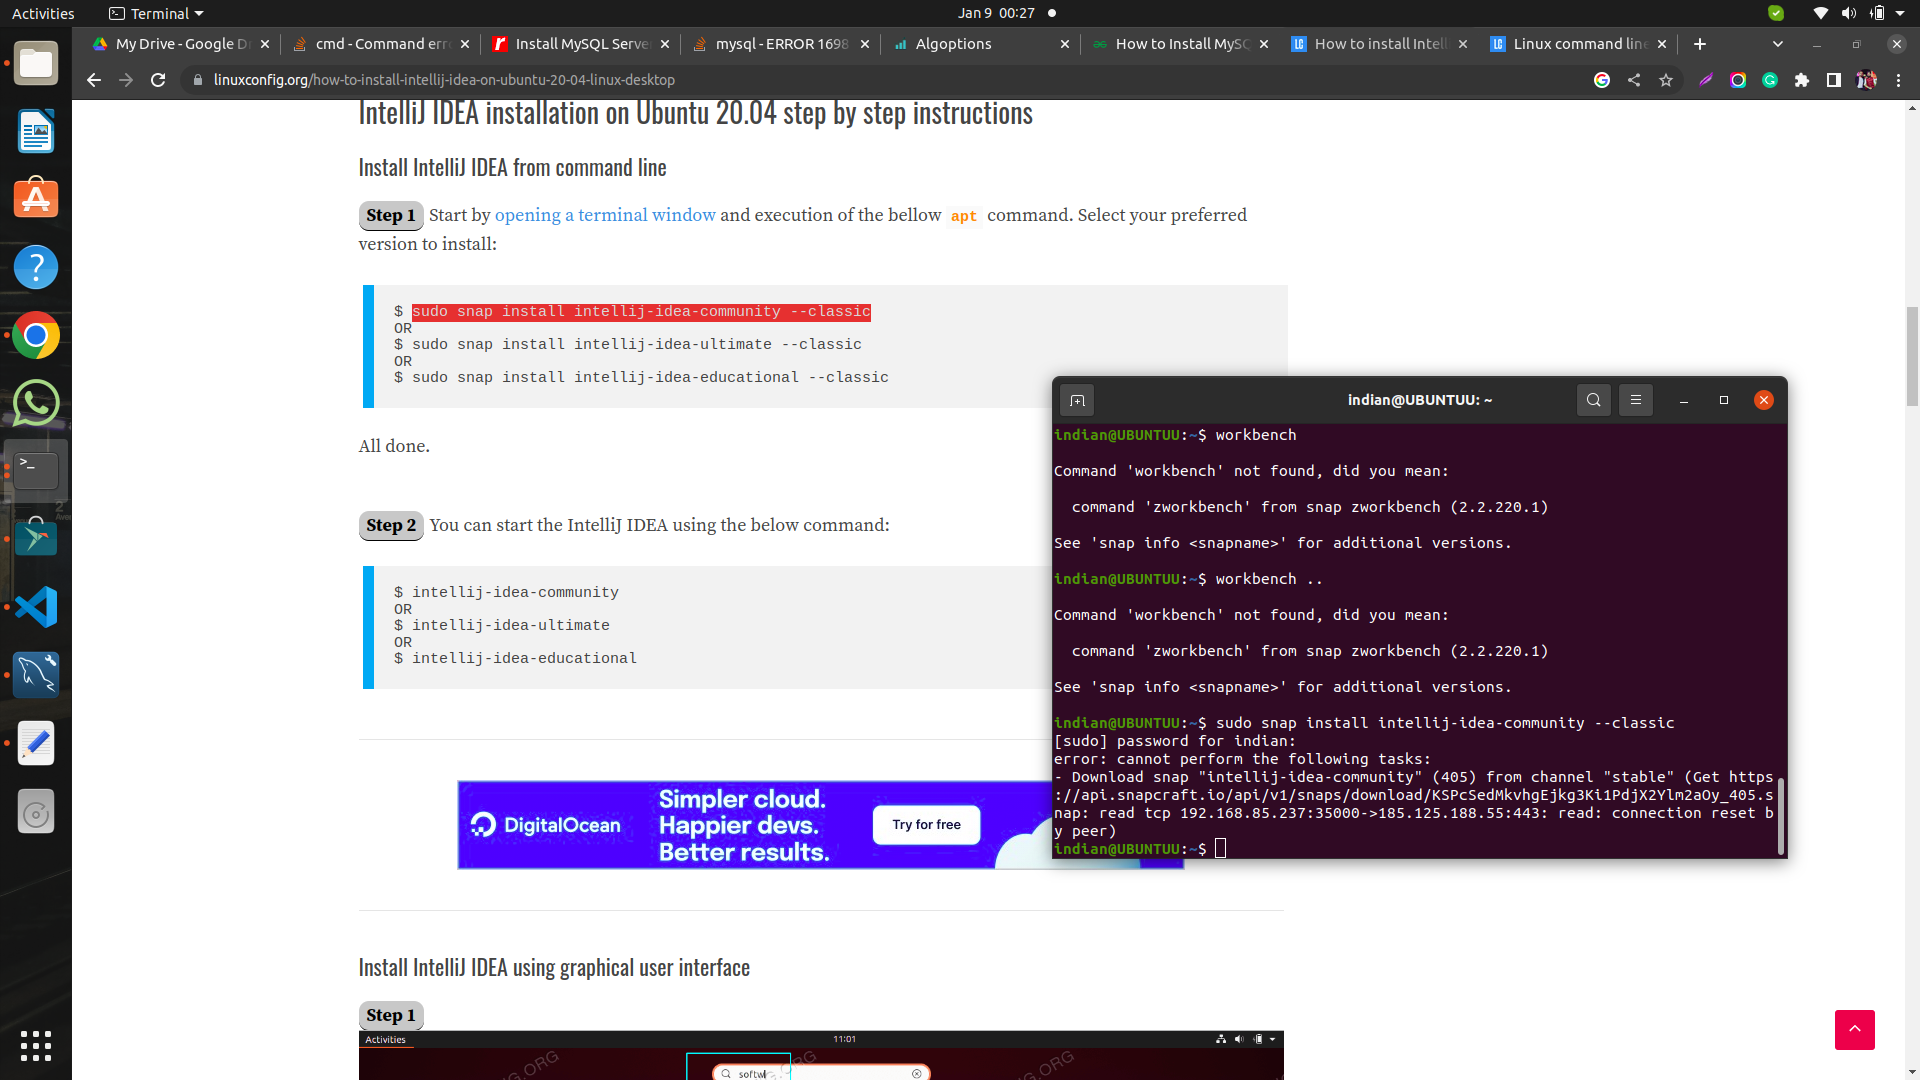 Activities
Terminal
Jan 9 00:27
My Drive - Google D
cmd - Command erro
Install MySQL Serve
mysql - ERROR 1698
Algoptions
How to Install MySQ
How to install Intell
Linux command line
linuxconfig.org/how-to-install-intellij-idea-on-ubuntu-20-04-linux-desktop
IntelliJ IDEA installation on Ubuntu 20.04 step by step instructions
Install IntelliJ IDEA from command line
Step 1 Start by opening a terminal window and execution of the bellow apt command. Select your preferred
version to install:
$ sudo snap install intellij-idea-community --classic
OR
$ sudo snap install intellij-idea-ultimate --classic
OR
$ sudo snap install intellij-idea-educational --classic
All done.
Step 2 You can start the IntelliJ IDEA using the below command:
$ intellij-idea-community
OR
$ intellij-idea-ultimate
OR
$ intellij-idea-educational
DigitalOcean
Simpler cloud.
Happier devs.
Better results.
Try for free
Install IntelliJ IDEA using graphical user interface
Step 1
Activities
11:01
softw
indian@UBUNTUU: ~
indian@UBUNTUU:~$ workbench
Command 'workbench' not found, did you mean:
command 'zworkbench' from snap zworkbench (2.2.220.1)
See 'snap info <snapname>' for additional versions.
indian@UBUNTUU:~$ workbench ..
Command 'workbench' not found, did you mean:
command 'zworkbench' from snap zworkbench (2.2.220.1)
See 'snap info <snapname>' for additional versions.
indian@UBUNTUU:~$ sudo snap install intellij-idea-community --classic
[sudo] password for indian:
error: cannot perform the following tasks:
- Download snap "intellij-idea-community" (405) from channel "stable" (Get https
://api.snapcraft.io/api/v1/snaps/download/KSPcSedMkvhgEjkg3Ki1PdjX2Ylm2aOy_405.s
nap: read tcp 192.168.85.237:35000->185.125.188.55:443: read: connection reset b
y peer)
indian@UBUNTUU:~$